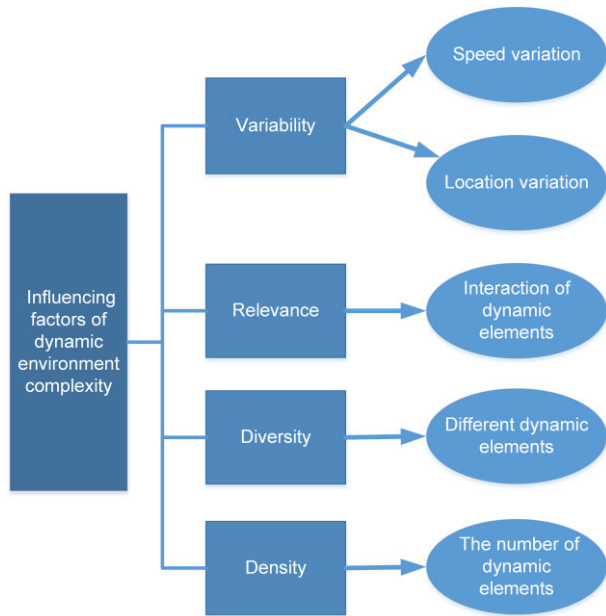 Influencing
factors of
dynamic
environment
complexity
Variability
Speed variation
Location variation
Relevance
Interaction of
dynamic
elements
Diversity
Different dynamic
elements
Density
The number of
dynamic
elements